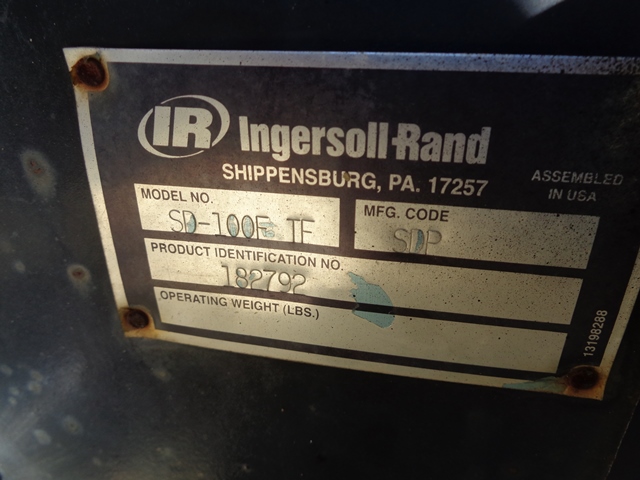 IR Ingersoll-Rand
SHIPPENSBURG, PA. 17257
ASSEMBLED
IN USA
MODEL NO.
SD-100F TF
MFG. CODE
SDP
PRODUCT IDENTIFICATION NO.
182792
OPERATING WEIGHT (LBS.)
13198288